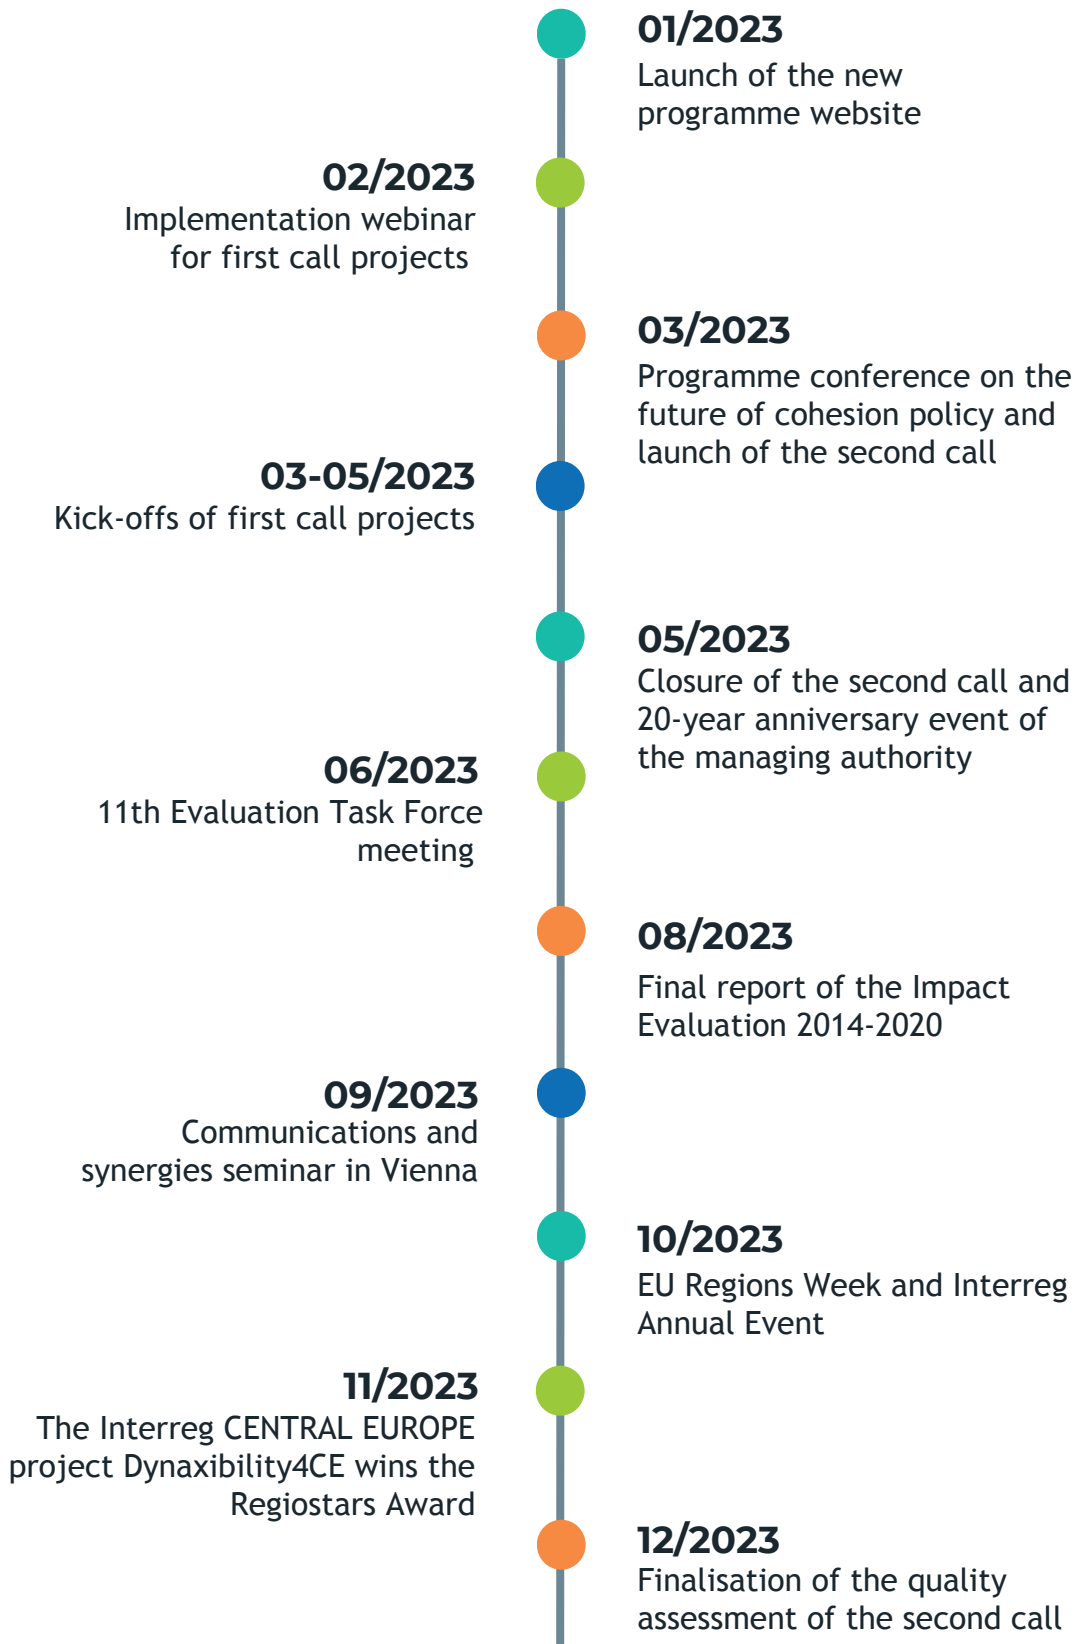 01/2023
Launch of the new
programme website
02/2023
Implementation webinar
for first call projects
03/2023
Programme conference on the
future of cohesion policy and
launch of the second call
03-05/2023
Kick-offs of first call projects
05/2023
Closure of the second call and
20-year anniversary event of
the managing authority
06/2023
11th Evaluation Task Force
meeting
08/2023
Final report of the Impact
Evaluation 2014-2020
09/2023
Communications and
synergies seminar in Vienna
10/2023
EU Regions Week and Interreg
Annual Event
11/2023
The Interreg CENTRAL EUROPE
project Dynaxibility4CE wins the
Regiostars Award
12/2023
Finalisation of the quality
assessment of the second call